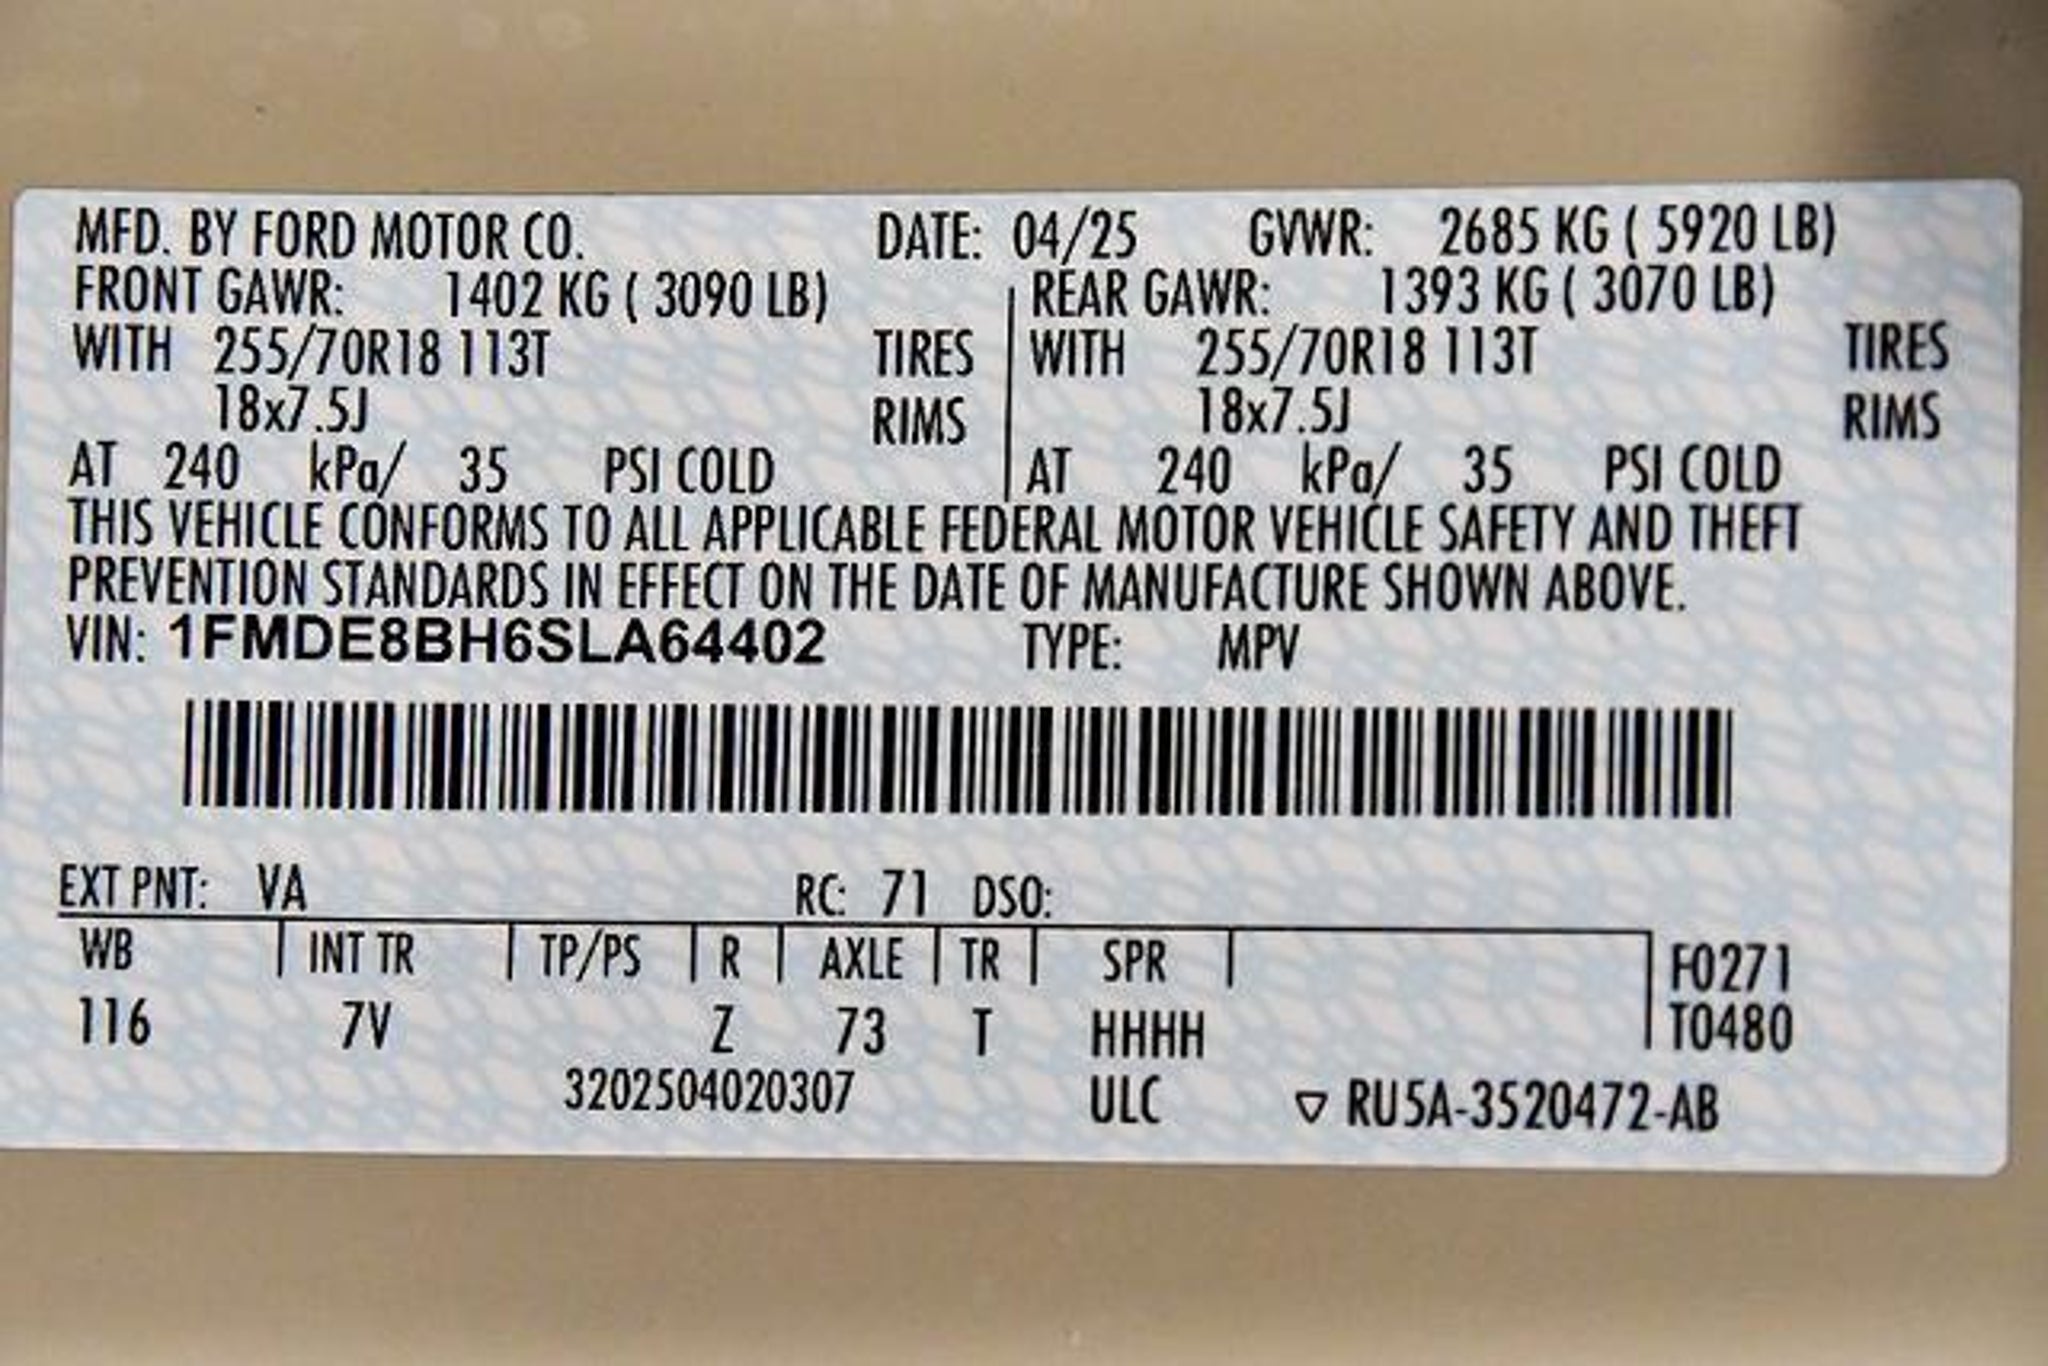 MFD. BY FORD MOTOR CO. DATE: 04/25 GVWR: 2685 KG ( 5920 LB)
FRONT GAWR: 1402 KG ( 3090 LB) REAR GAWR: 1393 KG ( 3070 LB)
WITH 255/70R18 113T TIRES WITH 255/70R18 113T TIRES
18x7.5J RIMS 18x7.5J RIMS
AT 240 kPa/ 35 PSI COLD AT 240 kPa/ 35 PSI COLD
THIS VEHICLE CONFORMS TO ALL APPLICABLE FEDERAL MOTOR VEHICLE SAFETY AND THEFT
PREVENTION STANDARDS IN EFFECT ON THE DATE OF MANUFACTURE SHOWN ABOVE.
VIN: 1FMDE8BH6SLA64402 TYPE: MPV
EXT PNT: VA RC: 71 DSO:
WB INT TR TP/PS R AXLE TR SPR F0271
116 7V Z 73 T HHHH T0480
3202504020307 ULC ▽ RU5A-3520472-AB